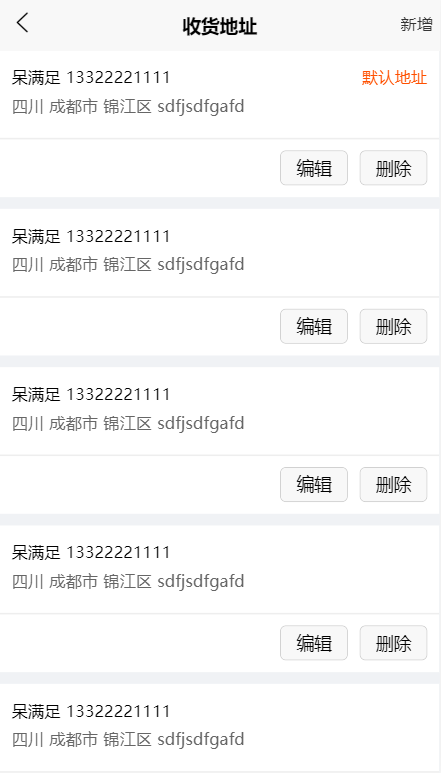 收货地址 新增
呆满足 13322221111 默认地址
四川 成都市 锦江区 sdfjsdfgafd
编辑 删除
呆满足 13322221111
四川 成都市 锦江区 sdfjsdfgafd
编辑 删除
呆满足 13322221111
四川 成都市 锦江区 sdfjsdfgafd
编辑 删除
呆满足 13322221111
四川 成都市 锦江区 sdfjsdfgafd
编辑 删除
呆满足 13322221111
四川 成都市 锦江区 sdfjsdfgafd